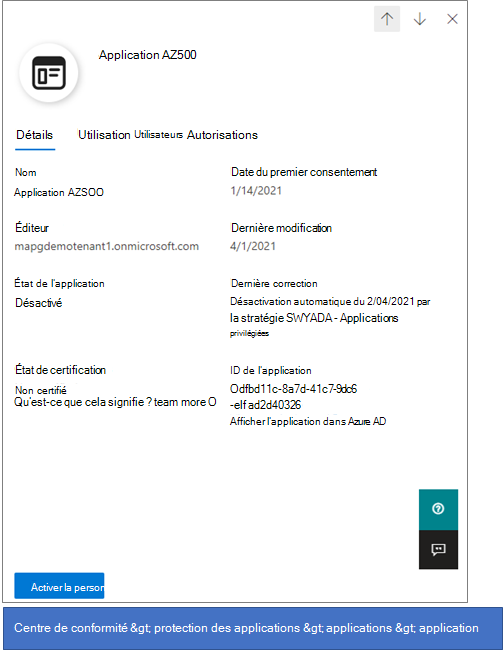 Application AZ500
Détails Utilisation Utilisateurs Autorisations
Nom
Application AZSOO
Date du premier consentement
1/14/2021
Éditeur
mapgdemotenant1.onmicrosoft.com
Dernière modification
4/1/2021
État de l'application
Désactivé
Dernière correction
Désactivation automatique du 2/04/2021 par
la stratégie SWYADA - Applications
privilégiées
État de certification
Non certifié
Qu'est-ce que cela signifie ? team more O
ID de l'application
Odfbd11c-8a7d-41c7-9dc6
-elf ad2d40326
Afficher l'application dans Azure AD
Activer la person
Centre de conformité &gt; protection des applications &gt; applications &gt; application